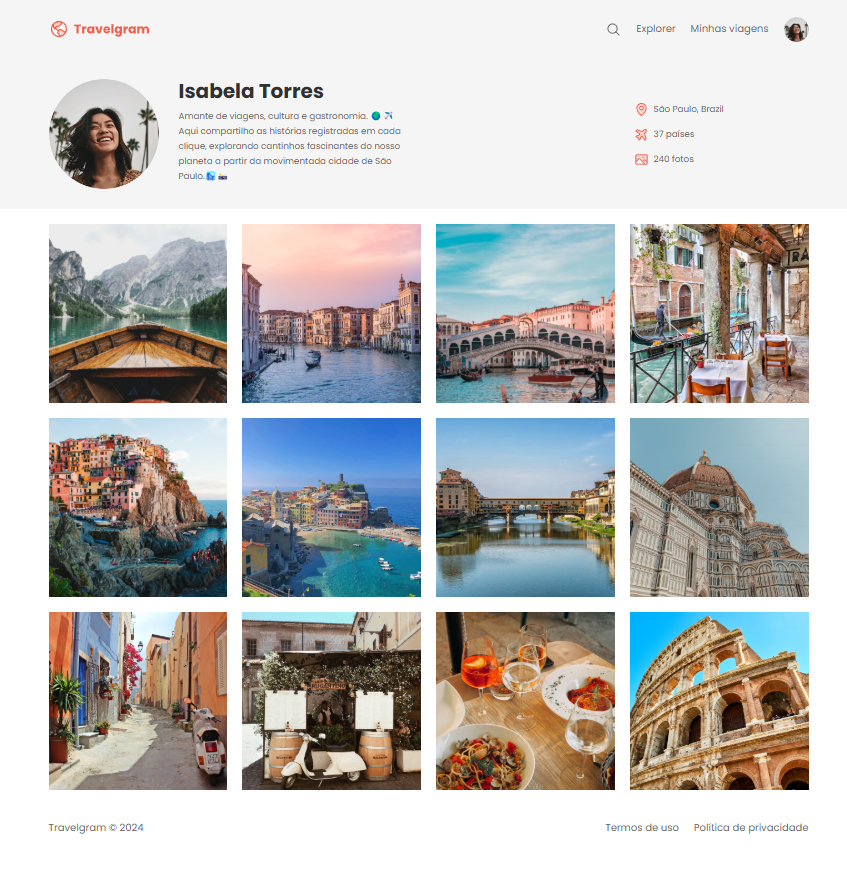 Travelgram
Explorer
Minhas viagens
Isabela Torres
Amante de viagens, cultura e gastronomia. 🌍 ✈️
Aqui compartilho as histórias registradas em cada
clique, explorando cantinhos fascinantes do nosso
planeta a partir da movimentada cidade de São
Paulo.
São Paulo, Brazil
37 países
240 fotos
RA
Travelgram © 2024
Termos de uso
Política de privacidade